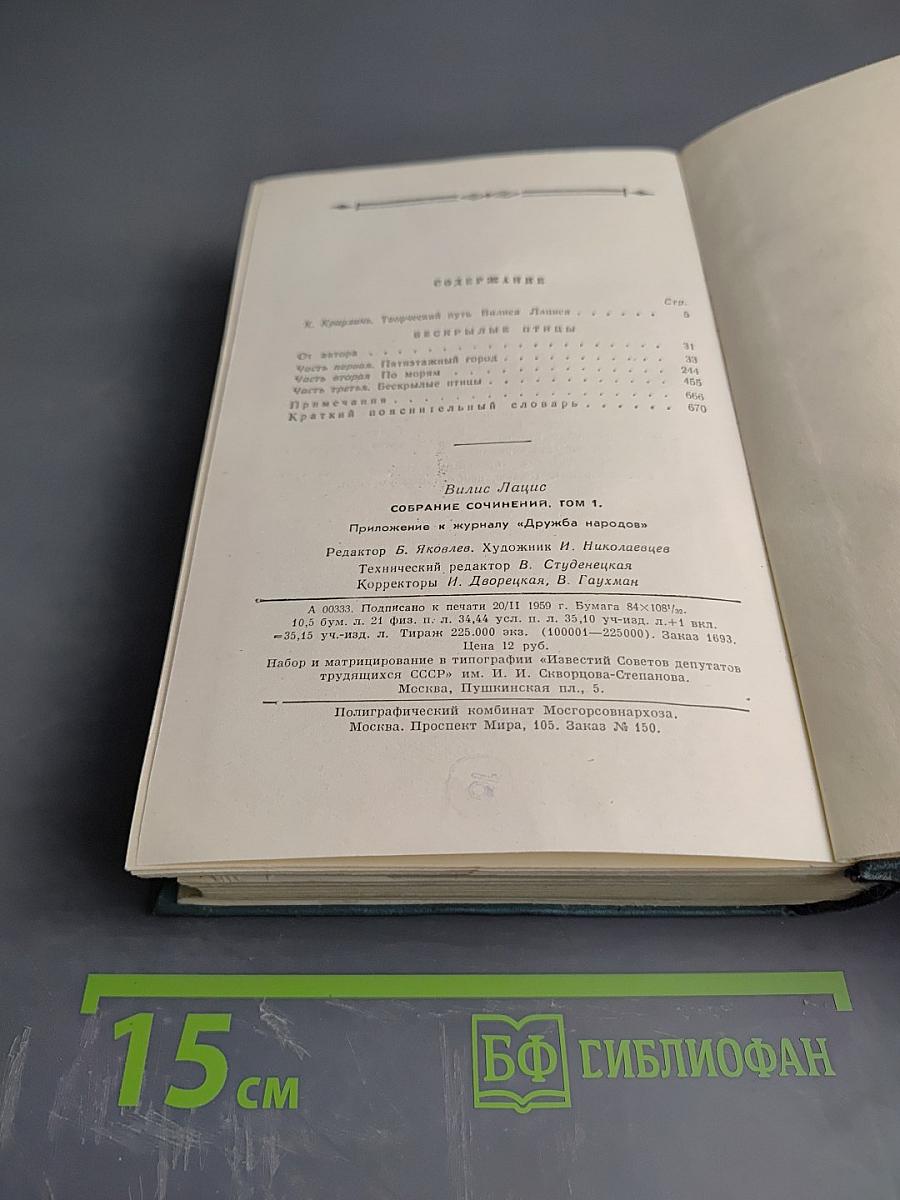 СОДЕРЖАНИЕ
Стр.
К. Краулинь. Творческий путь Вилиса Лациса . . . . . . 5
БЕСКРЫЛЫЕ ПТИЦЫ
От автора . . . . . . . . . . . . . . . . . 31
Часть первая. Пятиэтажный город . . . . . . . . . 33
Часть вторая По морям . . . . . . . . . . . . 244
Часть третья. Бескрылые птицы . . . . . . . . . . 455
Примечания . . . . . . . . . . . . . . . . 666
Краткий пояснительный словарь . . . . . . 670
Вилис Лацис
СОБРАНИЕ СОЧИНЕНИЙ, ТОМ 1.
Приложение к журналу «Дружба народов»
Редактор Б. Яковлев. Художник И. Николаевцев
Технический редактор В. Студенецкая
Корректоры И. Дворецкая, В. Гаухман
А 00333. Подписано к печати 20/II 1959 г. Бумага 84×108¹/₃₂.
10,5 бум. л. 21 физ. п. л. 34,44 усл. п. л. 35,10 уч-изд. л.+1 вкл.
=35,15 уч.-изд. л. Тираж 225.000 экз. (100001—225000). Заказ 1693.
Цена 12 руб.
Набор и матрицирование в типографии «Известий Советов депутатов
трудящихся СССР» им. И. И. Скворцова-Степанова.
Москва, Пушкинская пл., 5.
Полиграфический комбинат Мосгорсовнархоза.
Москва. Проспект Мира, 105. Заказ № 150.
15 см
БФ БИБЛИОФАН